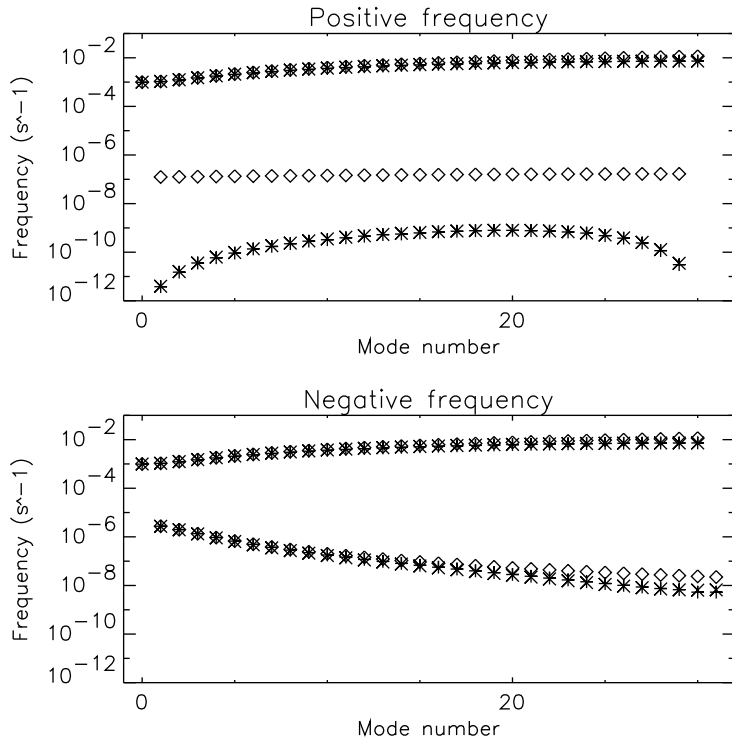 Positive frequency
Frequency (s^−1)
10^−2
10^−4
10^−6
10^−8
10^−10
10^−12
0 20
Mode number
Negative frequency
Frequency (s^−1)
10^−2
10^−4
10^−6
10^−8
10^−10
10^−12
0 20
Mode number